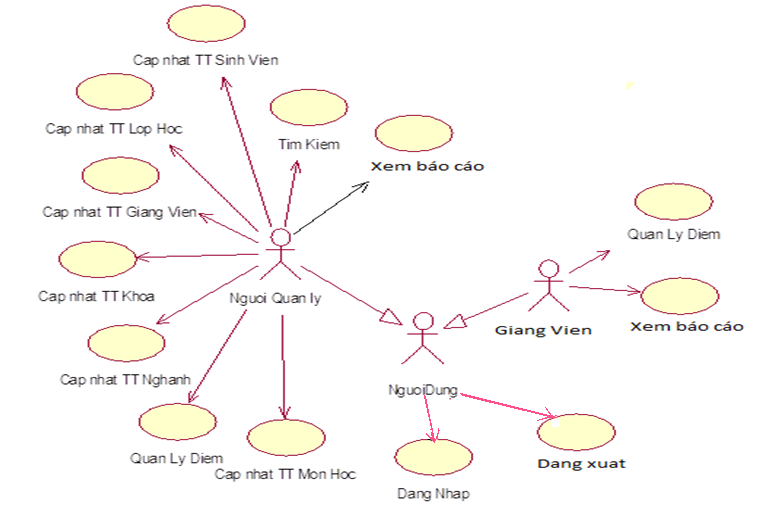 Cap nhat TT Sinh Vien
Cap nhat TT Lop Hoc
Tim Kiem
Xem báo cáo
Cap nhat TT Giang Vien
Quan Ly Diem
Cap nhat TT Khoa
Nguoi Quan ly
Giang Vien
Xem báo cáo
Cap nhat TT Nghanh
NguoiDung
Quan Ly Diem
Cap nhat TT Mon Hoc
Dang Nhap
Dang xuat